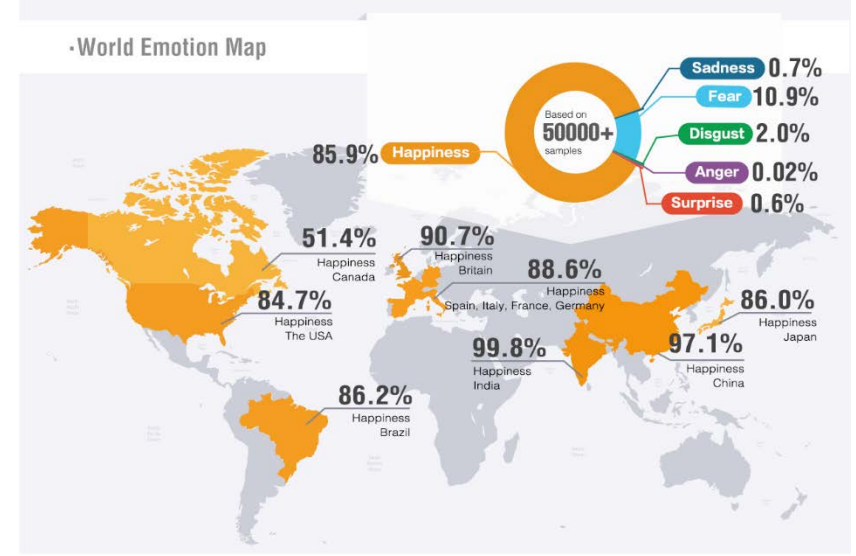 ·World Emotion Map
Sadness 0.7%
Fear 10.9%
Disgust 2.0%
Anger 0.02%
Surprise 0.6%
Based on
50000+
samples
85.9% Happiness
51.4%
Happiness
Canada
90.7%
Happiness
Britain
88.6%
Happiness
Spain, Italy, France, Germany
84.7%
Happiness
The USA
86.0%
Happiness
Japan
99.8%
Happiness
India
97.1%
Happiness
China
86.2%
Happiness
Brazil